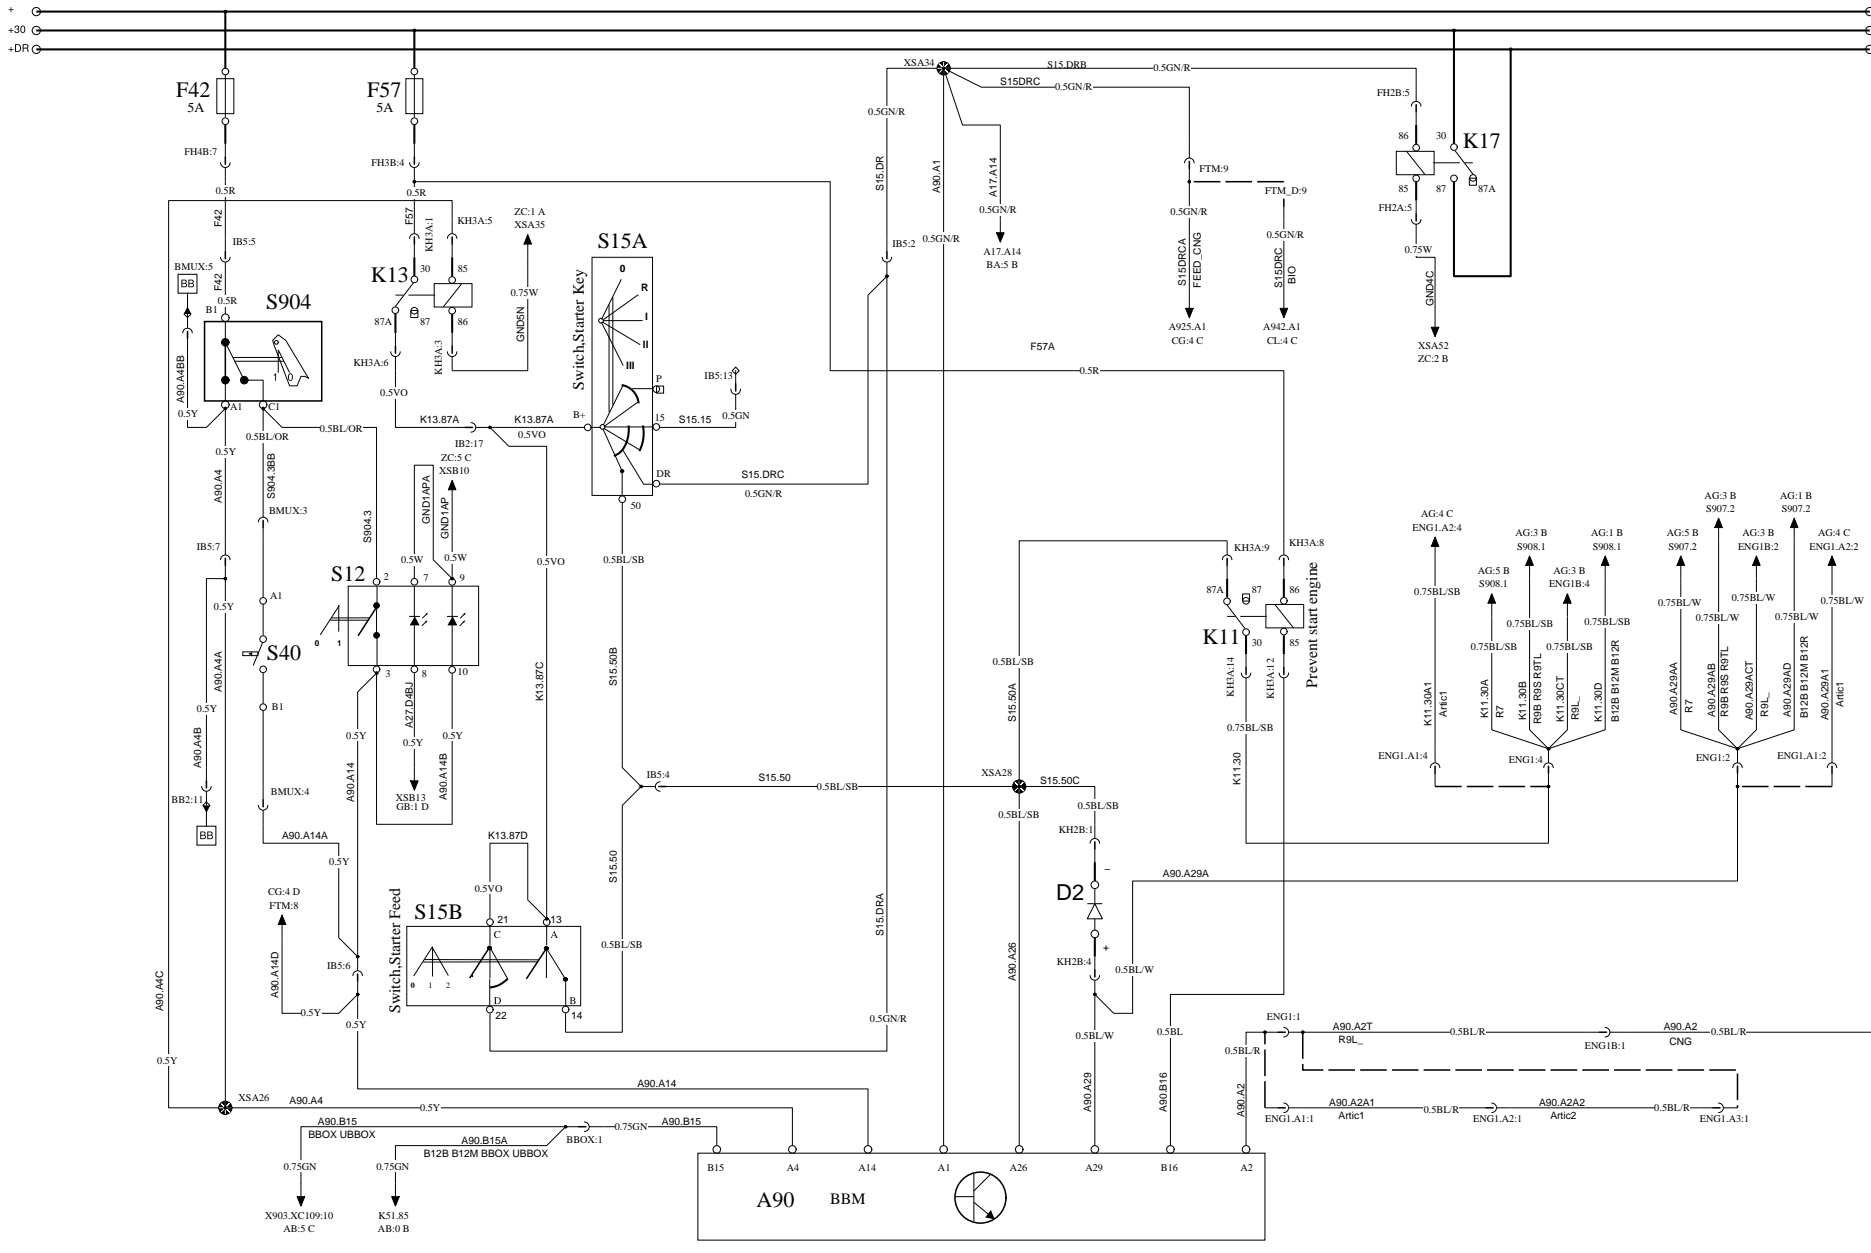 +
+30
+DR
F42
5A
F57
5A
XSA34
S15.DRB
0.5GN/R
S15DRC
0.5GN/R
0.5GN/R
FH2B:5
86
30
K17
85
87
87A
FH2A:5
0.75W
GND4C
XSA52
ZC:2 B
FH4B:7
FH3B:4
0.5R
F42
0.5R
F57
KH3A:1
KH3A:5
ZC:1 A
XSA35
S15.DR
A90.A1
A17.A14
0.5GN/R
A17.A14
BA:5 B
FTM:9
FTM_D:9
0.5GN/R
S15DRCA
FEED_CNG
0.5GN/R
S15DRC
BIO
A925.A1
CG:4 C
A942.A1
CL:4 C
IB5:5
BMUX:5
BB
F42
0.5R
B1
S904
1
0
A1
C1
A90.A4BB
0.5Y
K13
30
85
87A
87
86
KH3A:6
KH3A:3
0.75W
GND5N
0.5VO
S15A
Switch,Starter Key
0
R
I
II
III
P
B+
15
DR
50
IB5:13
0.5GN
S15.15
S15.DRC
0.5GN/R
IB5:2
0.5GN/R
F57A
0.5R
K13.87A
K13.87A
0.5VO
IB2:17
ZC:5 C
XSB10
0.5BL/OR
0.5BL/OR
0.5Y
A90.A4
S904.3BB
BMUX:3
S904.3
GND1APA
GND1AP
0.5W
0.5W
IB5:7
S12
2
7
9
0
1
3
8
10
0.5Y
A1
S40
B1
A90.A4A
0.5Y
A90.A4B
BB2:11
BB
BMUX:4
A90.A14A
0.5Y
0.5Y
A90.A14
A27.D4BJ
0.5Y
XSB13
GB:1 D
0.5Y
A90.A14B
0.5VO
K13.87C
0.5BL/SB
S15.50B
IB5:4
S15.50
0.5BL/SB
XSA28
S15.50C
0.5BL/SB
0.5BL/SB
S15.50A
0.5BL/SB
KH2B:1
−
D2
+
KH2B:4
0.5BL/W
0.5BL/W
A90.A29
KH3A:9
KH3A:8
87A
87
86
K11
30
85
Prevent start engine
KH3A:14
KH3A:12
0.75BL/SB
K11.30
AG:4 C
ENG1.A2:4
0.75BL/SB
K11.30A1
Artic1
ENG1.A1:4
AG:5 B
S908.1
0.75BL/SB
K11.30A
R7
AG:3 B
S908.1
0.75BL/SB
K11.30B
R9B R9S R9TL
AG:3 B
ENG1B:4
0.75BL/SB
K11.30CT
R9L_
AG:1 B
S908.1
0.75BL/SB
K11.30D
B12B B12M B12R
ENG1:4
AG:5 B
S907.2
0.75BL/W
A90.A29AA
R7
AG:3 B
S907.2
0.75BL/W
A90.A29AB
R9B R9S R9TL
AG:3 B
ENG1B:2
0.75BL/W
A90.A29ACT
R9L_
AG:1 B
S907.2
0.75BL/W
A90.A29AD
B12B B12M B12R
AG:4 C
ENG1.A2:2
0.75BL/W
A90.A29A1
Artic1
ENG1:2
ENG1.A1:2
A90.A29A
K13.87D
0.5VO
S15B
Switch,Starter Feed
21
13
C
A
0
1
2
D
B
22
14
S15.50
0.5BL/SB
S15.DRA
0.5GN/R
CG:4 D
FTM:8
A90.A14D
0.5Y
IB5:6
0.5Y
A90.A4C
0.5Y
A90.A26
0.5BL
A90.B16
ENG1:1
0.5BL/R
A90.A2
A90.A2T
R9L_
0.5BL/R
ENG1B:1
A90.A2
CNG
0.5BL/R
ENG1.A1:1
A90.A2A1
Artic1
0.5BL/R
ENG1.A2:1
A90.A2A2
Artic2
0.5BL/R
ENG1.A3:1
XSA26
A90.A4
0.5Y
A90.A14
A90.B15
BBOX UBBOX
A90.B15A
B12B B12M BBOX UBBOX
BBOX:1
0.75GN
A90.B15
0.75GN
0.75GN
X903.XC109:10
AB:5 C
K51.85
AB:0 B
B15
A4
A14
A1
A26
A29
B16
A2
A90
BBM